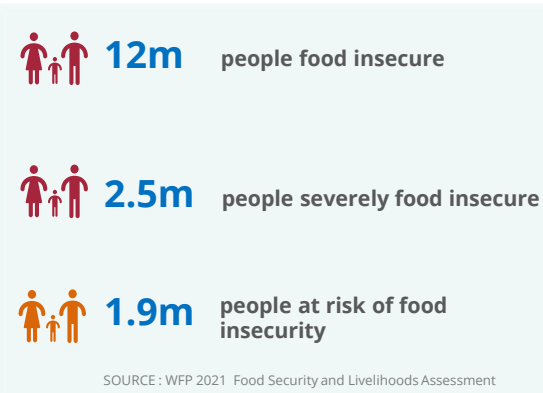 12m people food insecure
2.5m people severely food insecure
1.9m people at risk of food
insecurity
SOURCE : WFP 2021 Food Security and Livelihoods Assessment